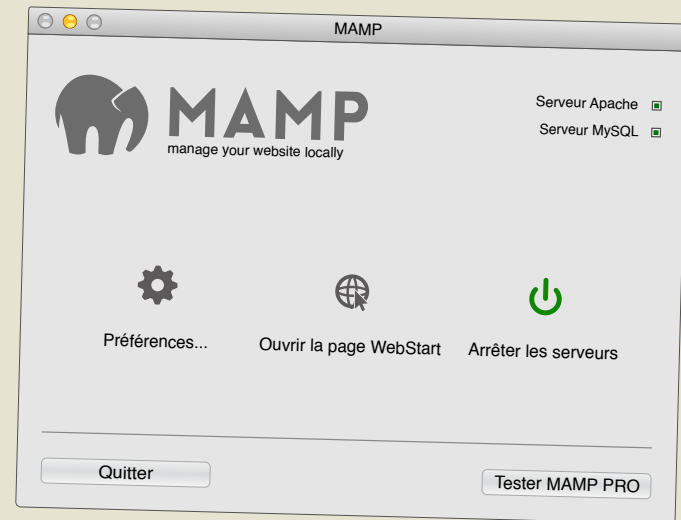 MAMP
MAMP
manage your website locally
Serveur Apache
Serveur MySQL
Préférences...
Ouvrir la page WebStart
Arrêter les serveurs
Quitter
Tester MAMP PRO